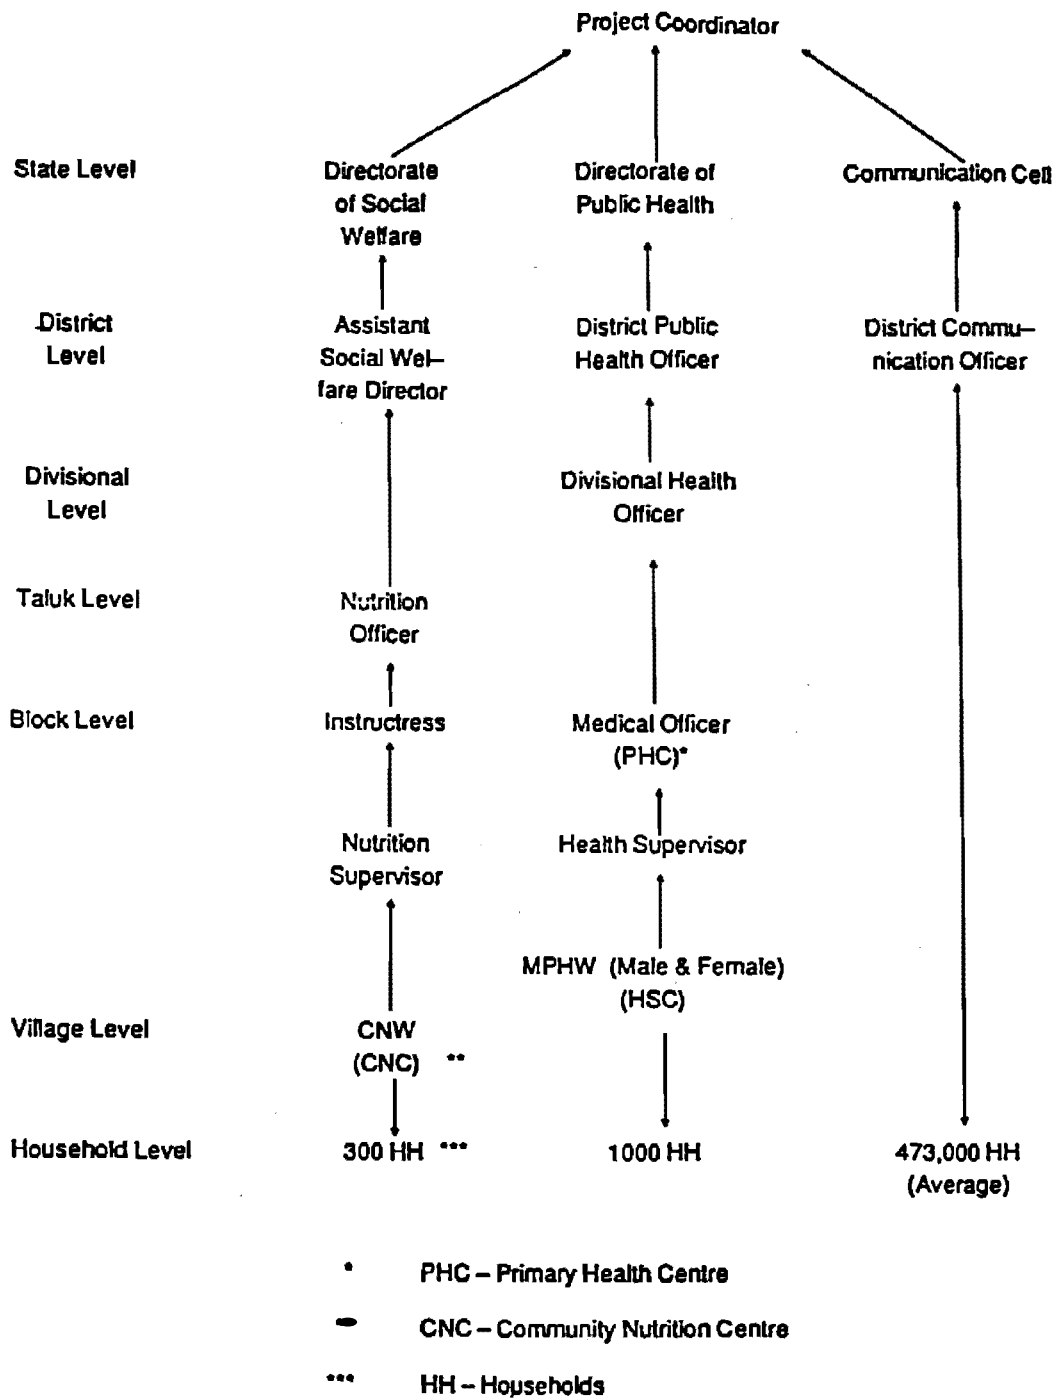 Project Coordinator
State Level
Directorate
of Social
Welfare
Directorate of
Public Health
Communication Cell
District
Level
Assistant
Social Wel–
fare Director
District Public
Health Officer
District Commu–
nication Officer
Divisional
Level
Divisional Health
Officer
Taluk Level
Nutrition
Officer
Block Level
Instructress
Medical Officer
(PHC)*
Nutrition
Supervisor
Health Supervisor
MPHW (Male & Female)
(HSC)
Village Level
CNW
(CNC) **
Household Level
300 HH ***
1000 HH
473,000 HH
(Average)
* PHC – Primary Health Centre
** CNC – Community Nutrition Centre
*** HH – Households